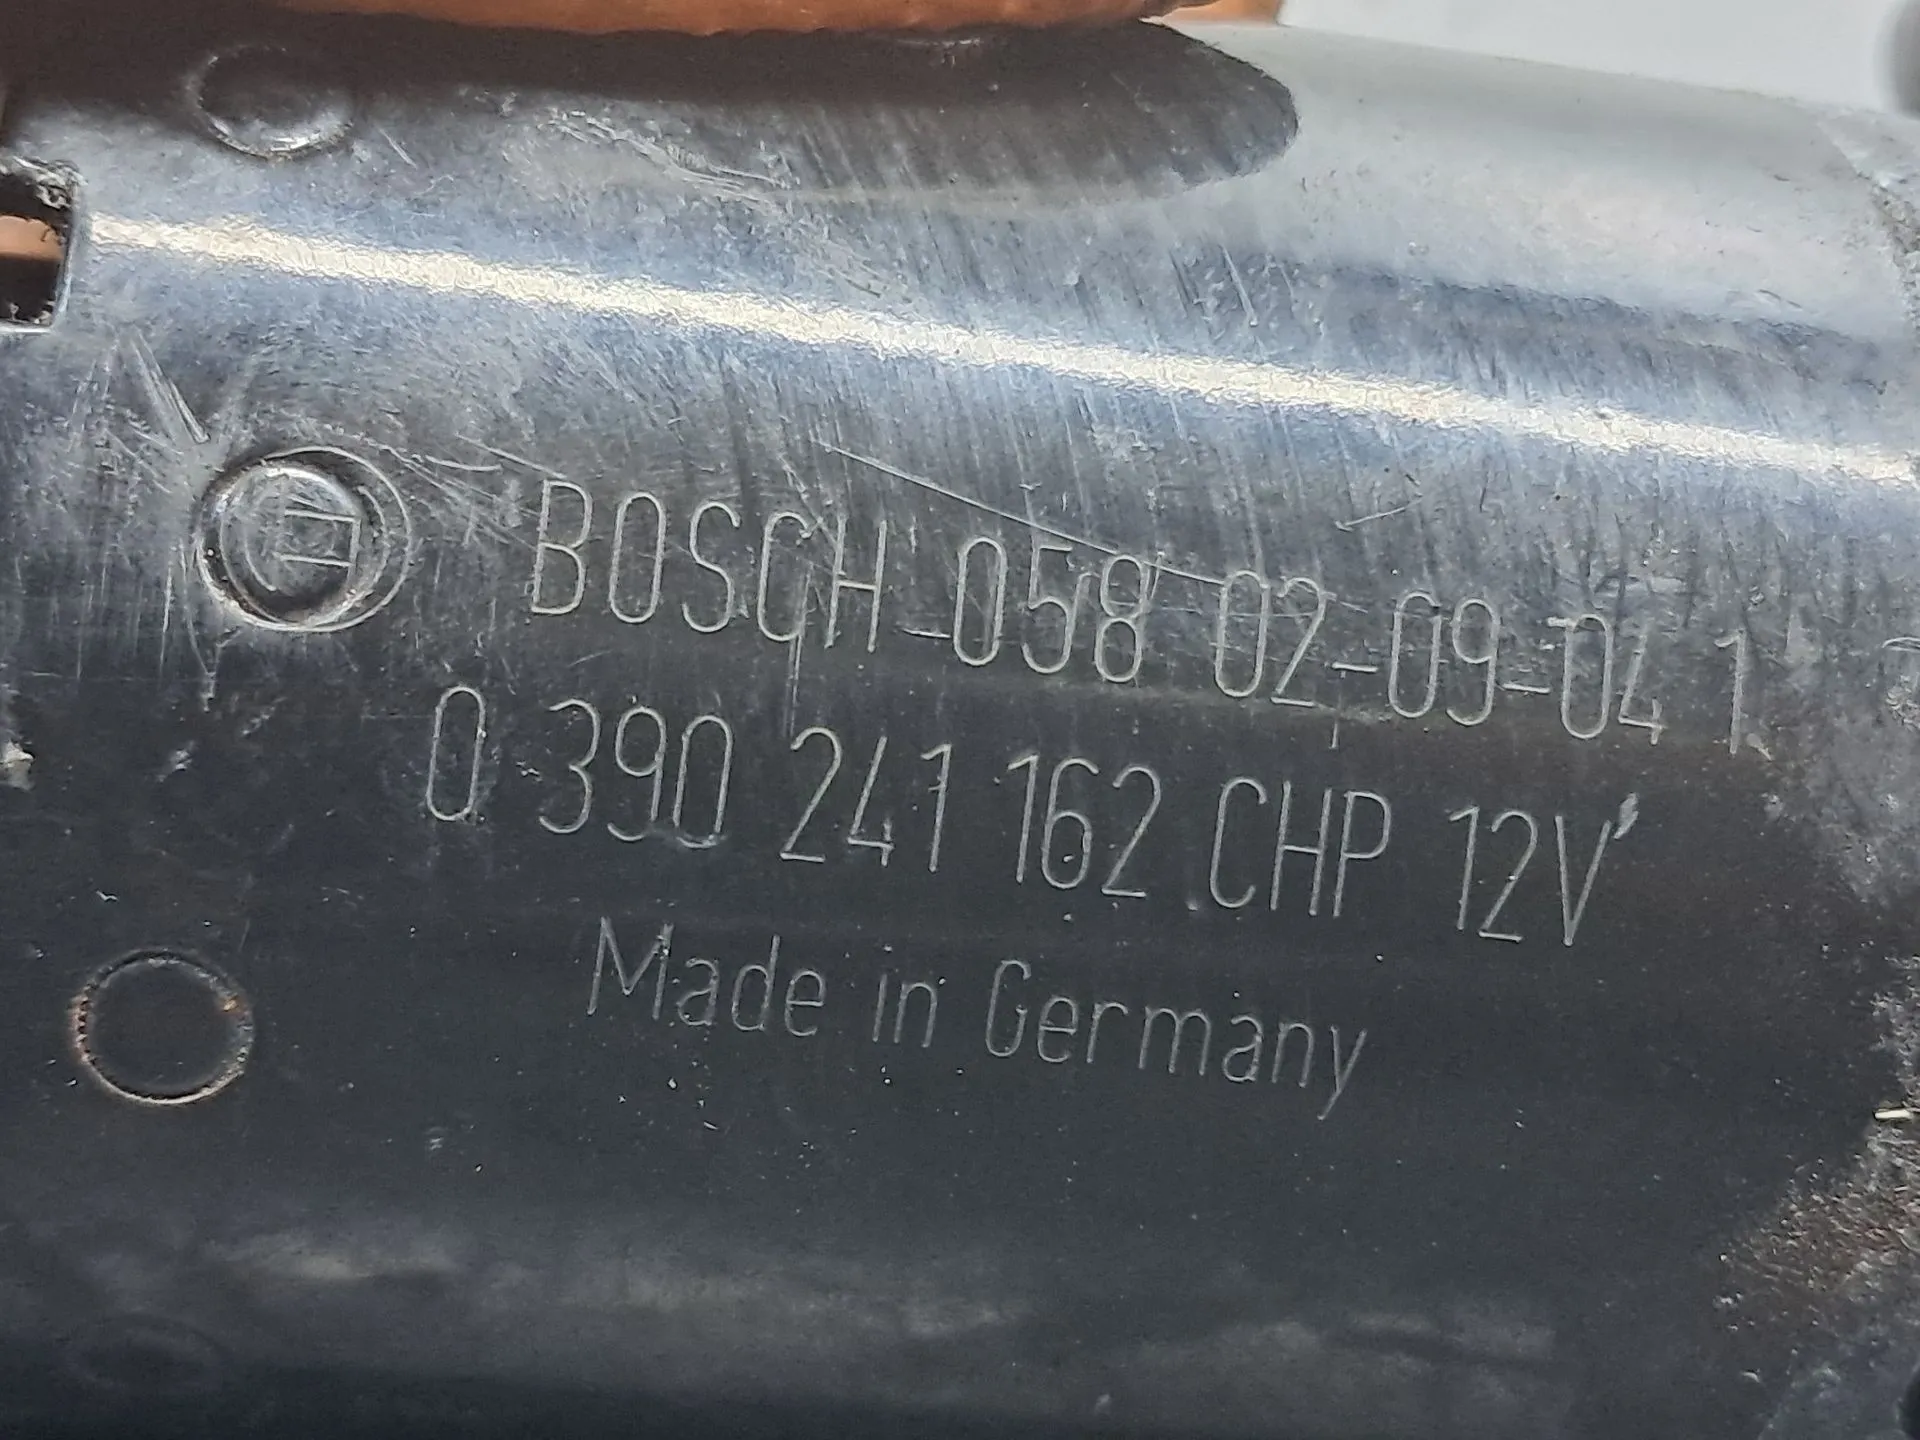 BOSCH-058 02-09-04 1
0 390 241 162 CHP 12V
Made in Germany